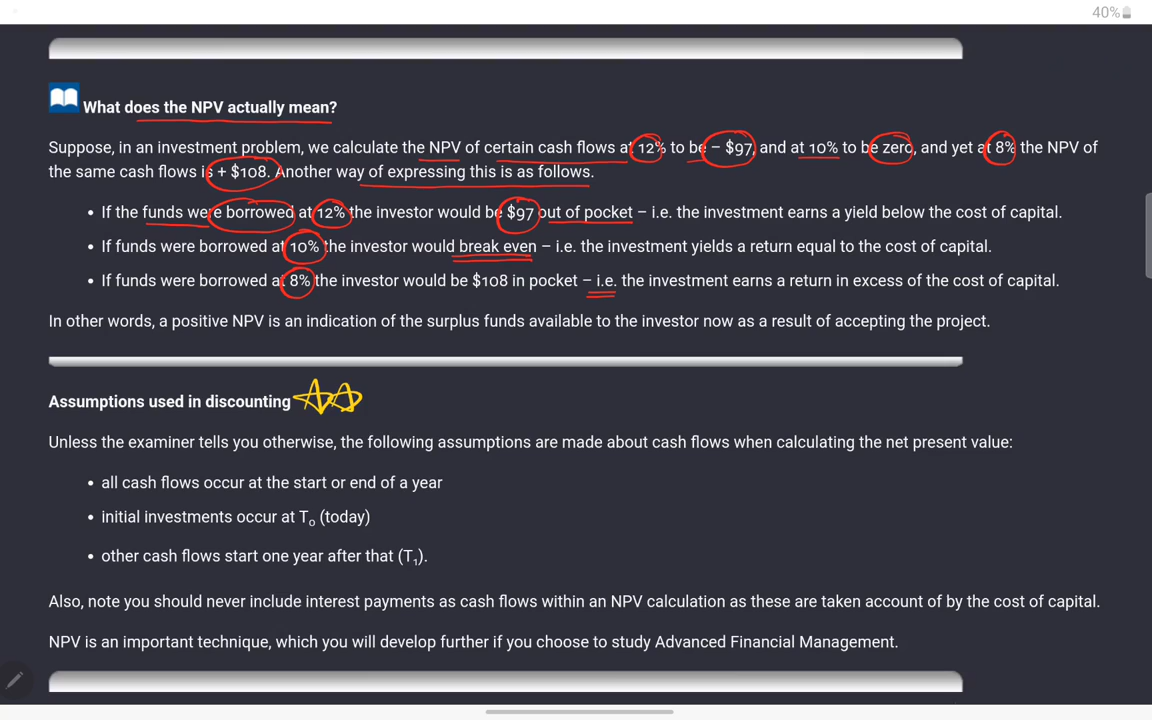 40%
What does the NPV actually mean?
Suppose, in an investment problem, we calculate the NPV of certain cash flows at 12% to be – $97, and at 10% to be zero, and yet at 8% the NPV of
the same cash flows is + $108. Another way of expressing this is as follows.
• If the funds were borrowed at 12% the investor would be $97 out of pocket – i.e. the investment earns a yield below the cost of capital.
• If funds were borrowed at 10% the investor would break even – i.e. the investment yields a return equal to the cost of capital.
• If funds were borrowed at 8% the investor would be $108 in pocket – i.e. the investment earns a return in excess of the cost of capital.
In other words, a positive NPV is an indication of the surplus funds available to the investor now as a result of accepting the project.
Assumptions used in discounting
Unless the examiner tells you otherwise, the following assumptions are made about cash flows when calculating the net present value:
• all cash flows occur at the start or end of a year
• initial investments occur at T₀ (today)
• other cash flows start one year after that (T₁).
Also, note you should never include interest payments as cash flows within an NPV calculation as these are taken account of by the cost of capital.
NPV is an important technique, which you will develop further if you choose to study Advanced Financial Management.